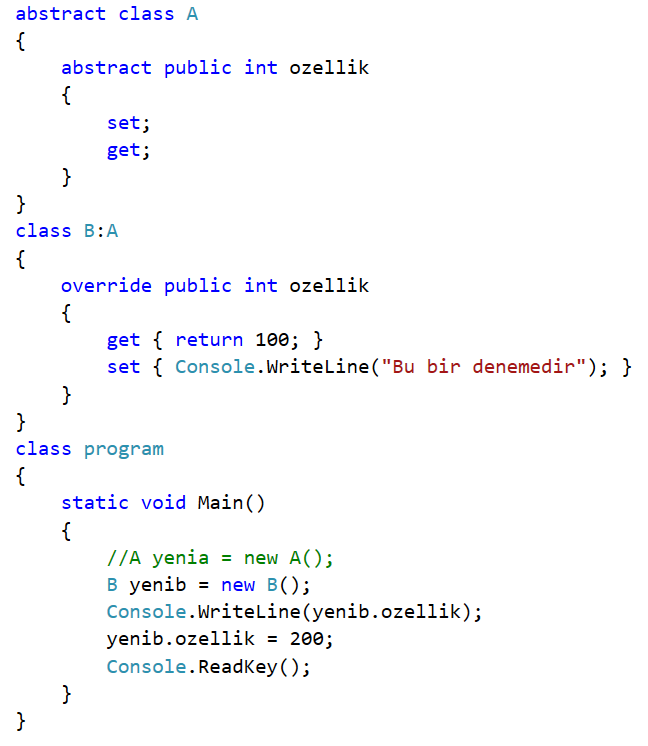 abstract class A
{
    abstract public int ozellik
    {
        set;
        get;
    }
}
class B:A
{
    override public int ozellik
    {
        get { return 100; }
        set { Console.WriteLine("Bu bir denemedir"); }
    }
}
class program
{
    static void Main()
    {
        //A yenia = new A();
        B yenib = new B();
        Console.WriteLine(yenib.ozellik);
        yenib.ozellik = 200;
        Console.ReadKey();
    }
}